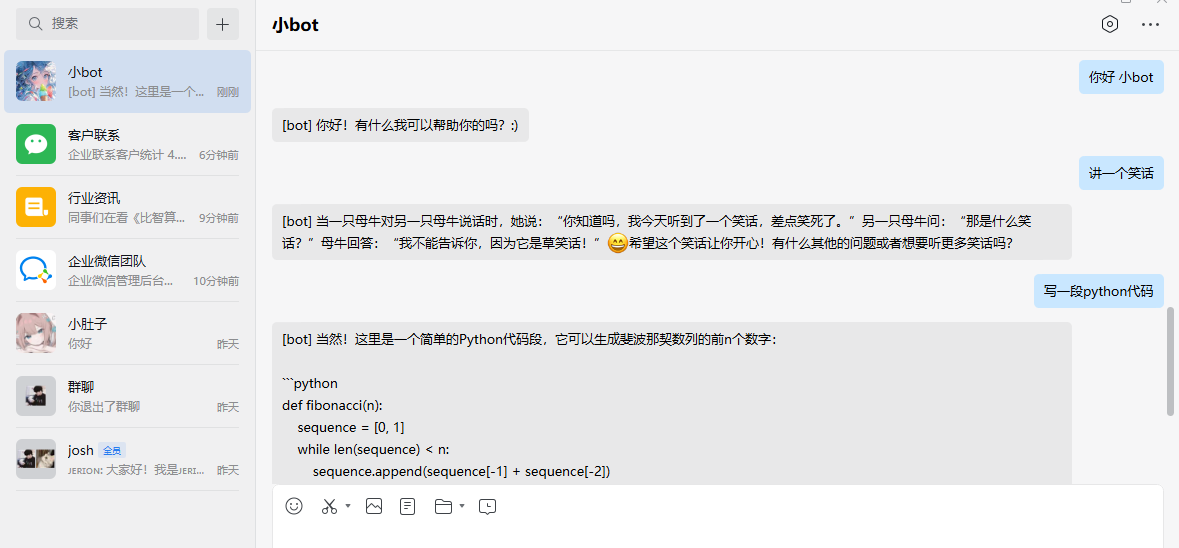 搜索
小bot
[bot] 当然！这里是一个... 刚刚
客户联系
企业联系客户统计 4.... 6分钟前
行业资讯
同事们在看《比智算... 9分钟前
企业微信团队
企业微信管理后台... 10分钟前
小肚子
你好 昨天
群聊
你退出了群聊 昨天
josh 全员
JERION: 大家好！我是JERI... 昨天
小bot
你好 小bot
[bot] 你好！有什么我可以帮助你的吗？:)
讲一个笑话
[bot] 当一只母牛对另一只母牛说话时，她说：“你知道吗，我今天听到了一个笑话，差点笑死了。”另一只母牛问：“那是什么笑
话？”母牛回答：“我不能告诉你，因为它是草笑话！”😄希望这个笑话让你开心！有什么其他的问题或者想要听更多笑话吗？
写一段python代码
[bot] 当然！这里是一个简单的Python代码段，它可以生成斐波那契数列的前n个数字：
```python
def fibonacci(n):
    sequence = [0, 1]
    while len(sequence) < n:
        sequence.append(sequence[-1] + sequence[-2])